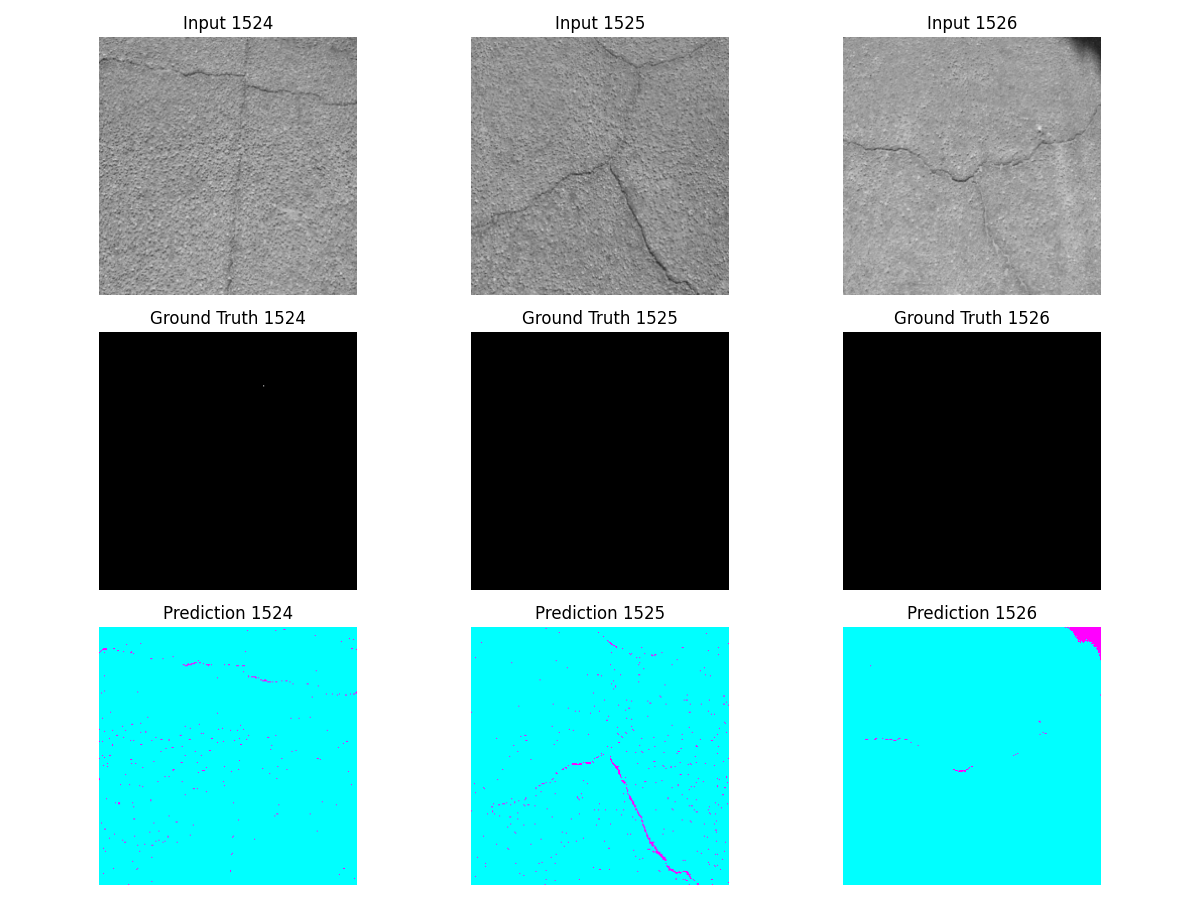 Input 1524
Input 1525
Input 1526
Ground Truth 1524
Ground Truth 1525
Ground Truth 1526
Prediction 1524
Prediction 1525
Prediction 1526